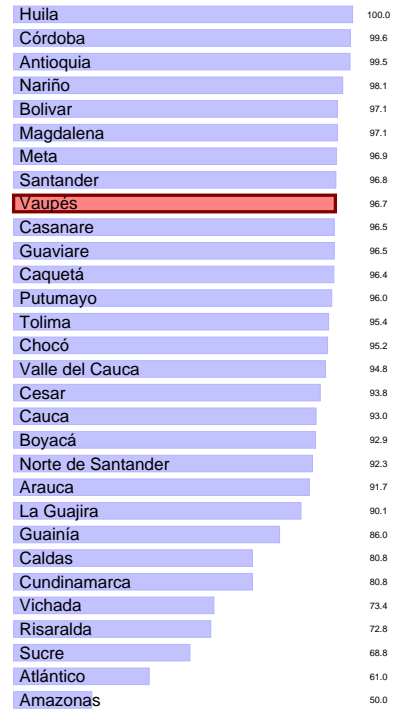 Huila 100.0
Córdoba 99.6
Antioquia 99.5
Nariño 98.1
Bolivar 97.1
Magdalena 97.1
Meta 96.9
Santander 96.8
Vaupés 96.7
Casanare 96.5
Guaviare 96.5
Caquetá 96.4
Putumayo 96.0
Tolima 95.4
Chocó 95.2
Valle del Cauca 94.8
Cesar 93.8
Cauca 93.0
Boyacá 92.9
Norte de Santander 92.3
Arauca 91.7
La Guajira 90.1
Guainía 86.0
Caldas 80.8
Cundinamarca 80.8
Vichada 73.4
Risaralda 72.8
Sucre 68.8
Atlántico 61.0
Amazonas 50.0